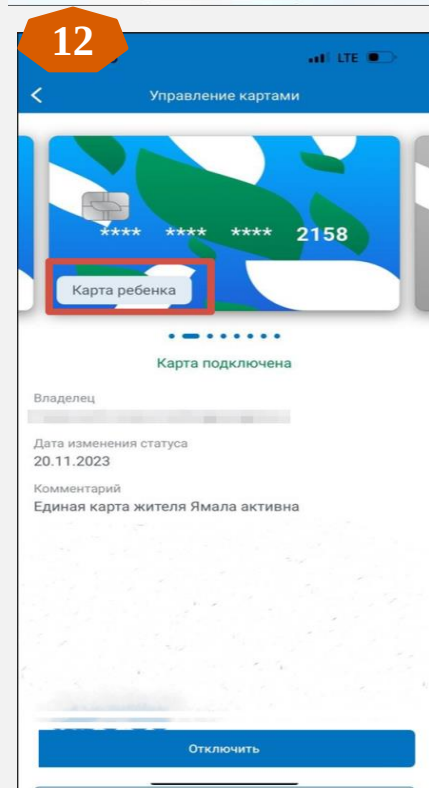 12
LTE
Управление картами
**** **** **** 2158
Карта ребенка
Карта подключена
Владелец
Дата изменения статуса
20.11.2023
Комментарий
Единая карта жителя Ямала активна
Отключить